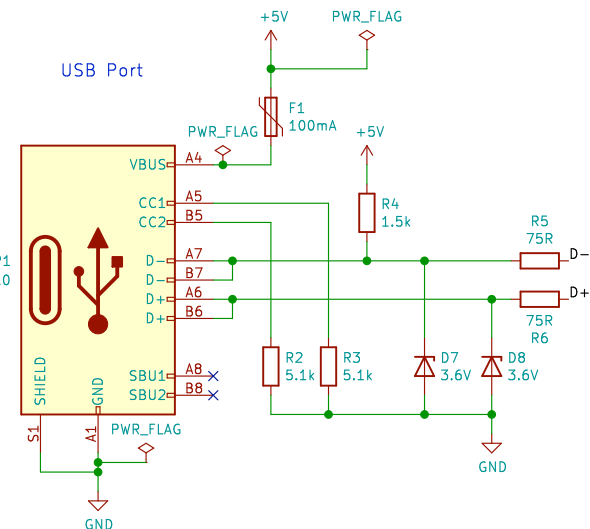 +5V
PWR_FLAG
USB Port
F1
100mA
PWR_FLAG
+5V
VBUS
A4
CC1
A5
CC2
B5
R4
1.5k
R5
75R
D-
A7
D-
D-
B7
D+
A6
D+
D+
B6
75R
R6
P1
SBU1
A8
SBU2
B8
R2
5.1k
R3
5.1k
D7
3.6V
D8
3.6V
SHIELD
GND
S1
A1
PWR_FLAG
GND
GND